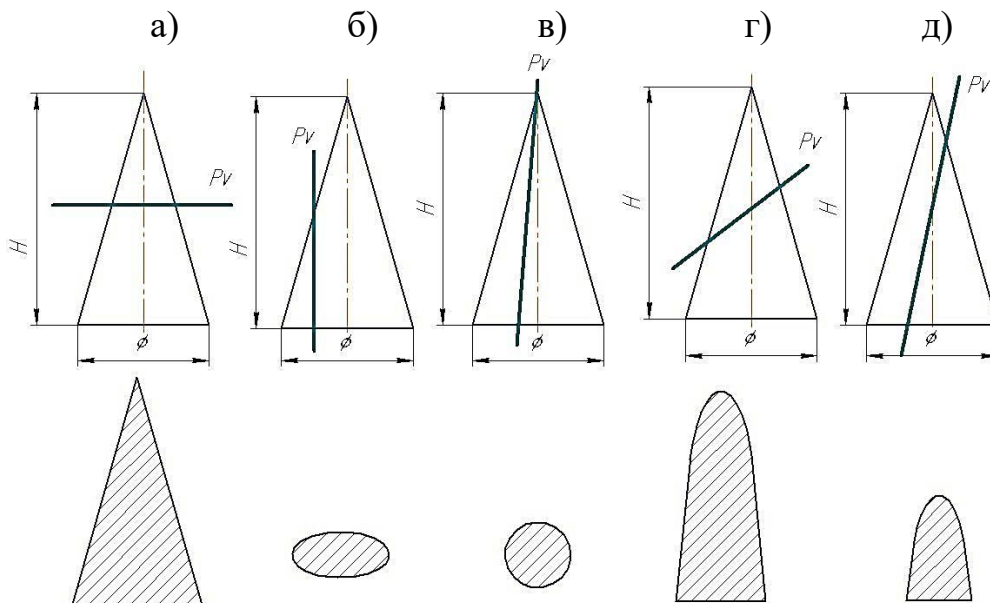 а) б) в) г) д)
Pv Pv Pv Pv Pv
H H H H H
ϕ ϕ ϕ ϕ ϕ